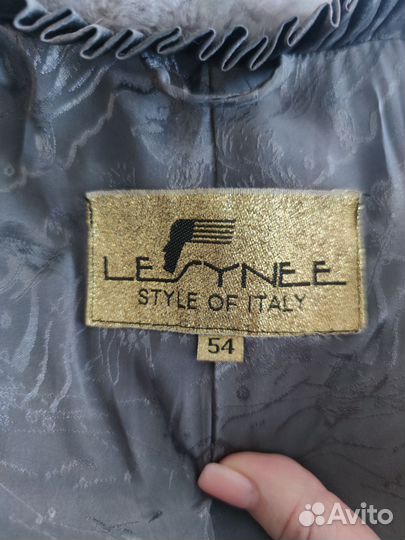 LESYNEE
STYLE OF ITALY
54
Avito